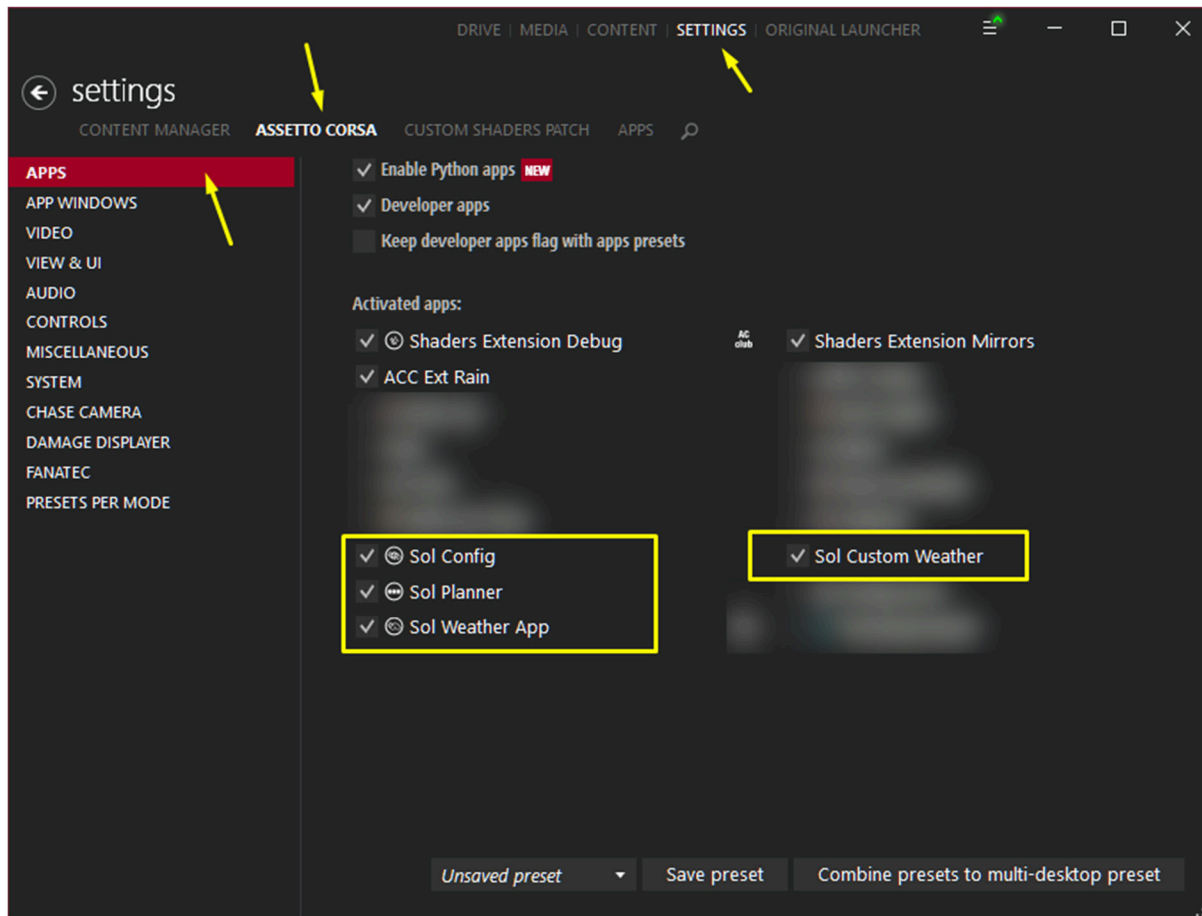 DRIVE | MEDIA | CONTENT | SETTINGS | ORIGINAL LAUNCHER
settings
CONTENT MANAGER ASSETTO CORSA CUSTOM SHADERS PATCH APPS
APPS
APP WINDOWS
VIDEO
VIEW & UI
AUDIO
CONTROLS
MISCELLANEOUS
SYSTEM
CHASE CAMERA
DAMAGE DISPLAYER
FANATEC
PRESETS PER MODE
Enable Python apps NEW
Developer apps
Keep developer apps flag with apps presets
Activated apps:
Shaders Extension Debug
ACC Ext Rain
Sol Config
Sol Planner
Sol Weather App
AC
club
Shaders Extension Mirrors
Sol Custom Weather
Unsaved preset
Save preset
Combine presets to multi-desktop preset